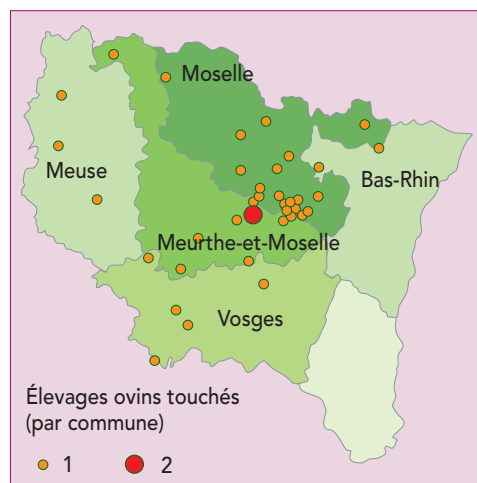 Moselle
Meuse
Bas-Rhin
Meurthe-et-Moselle
Vosges
Élevages ovins touchés
(par commune)
1 2